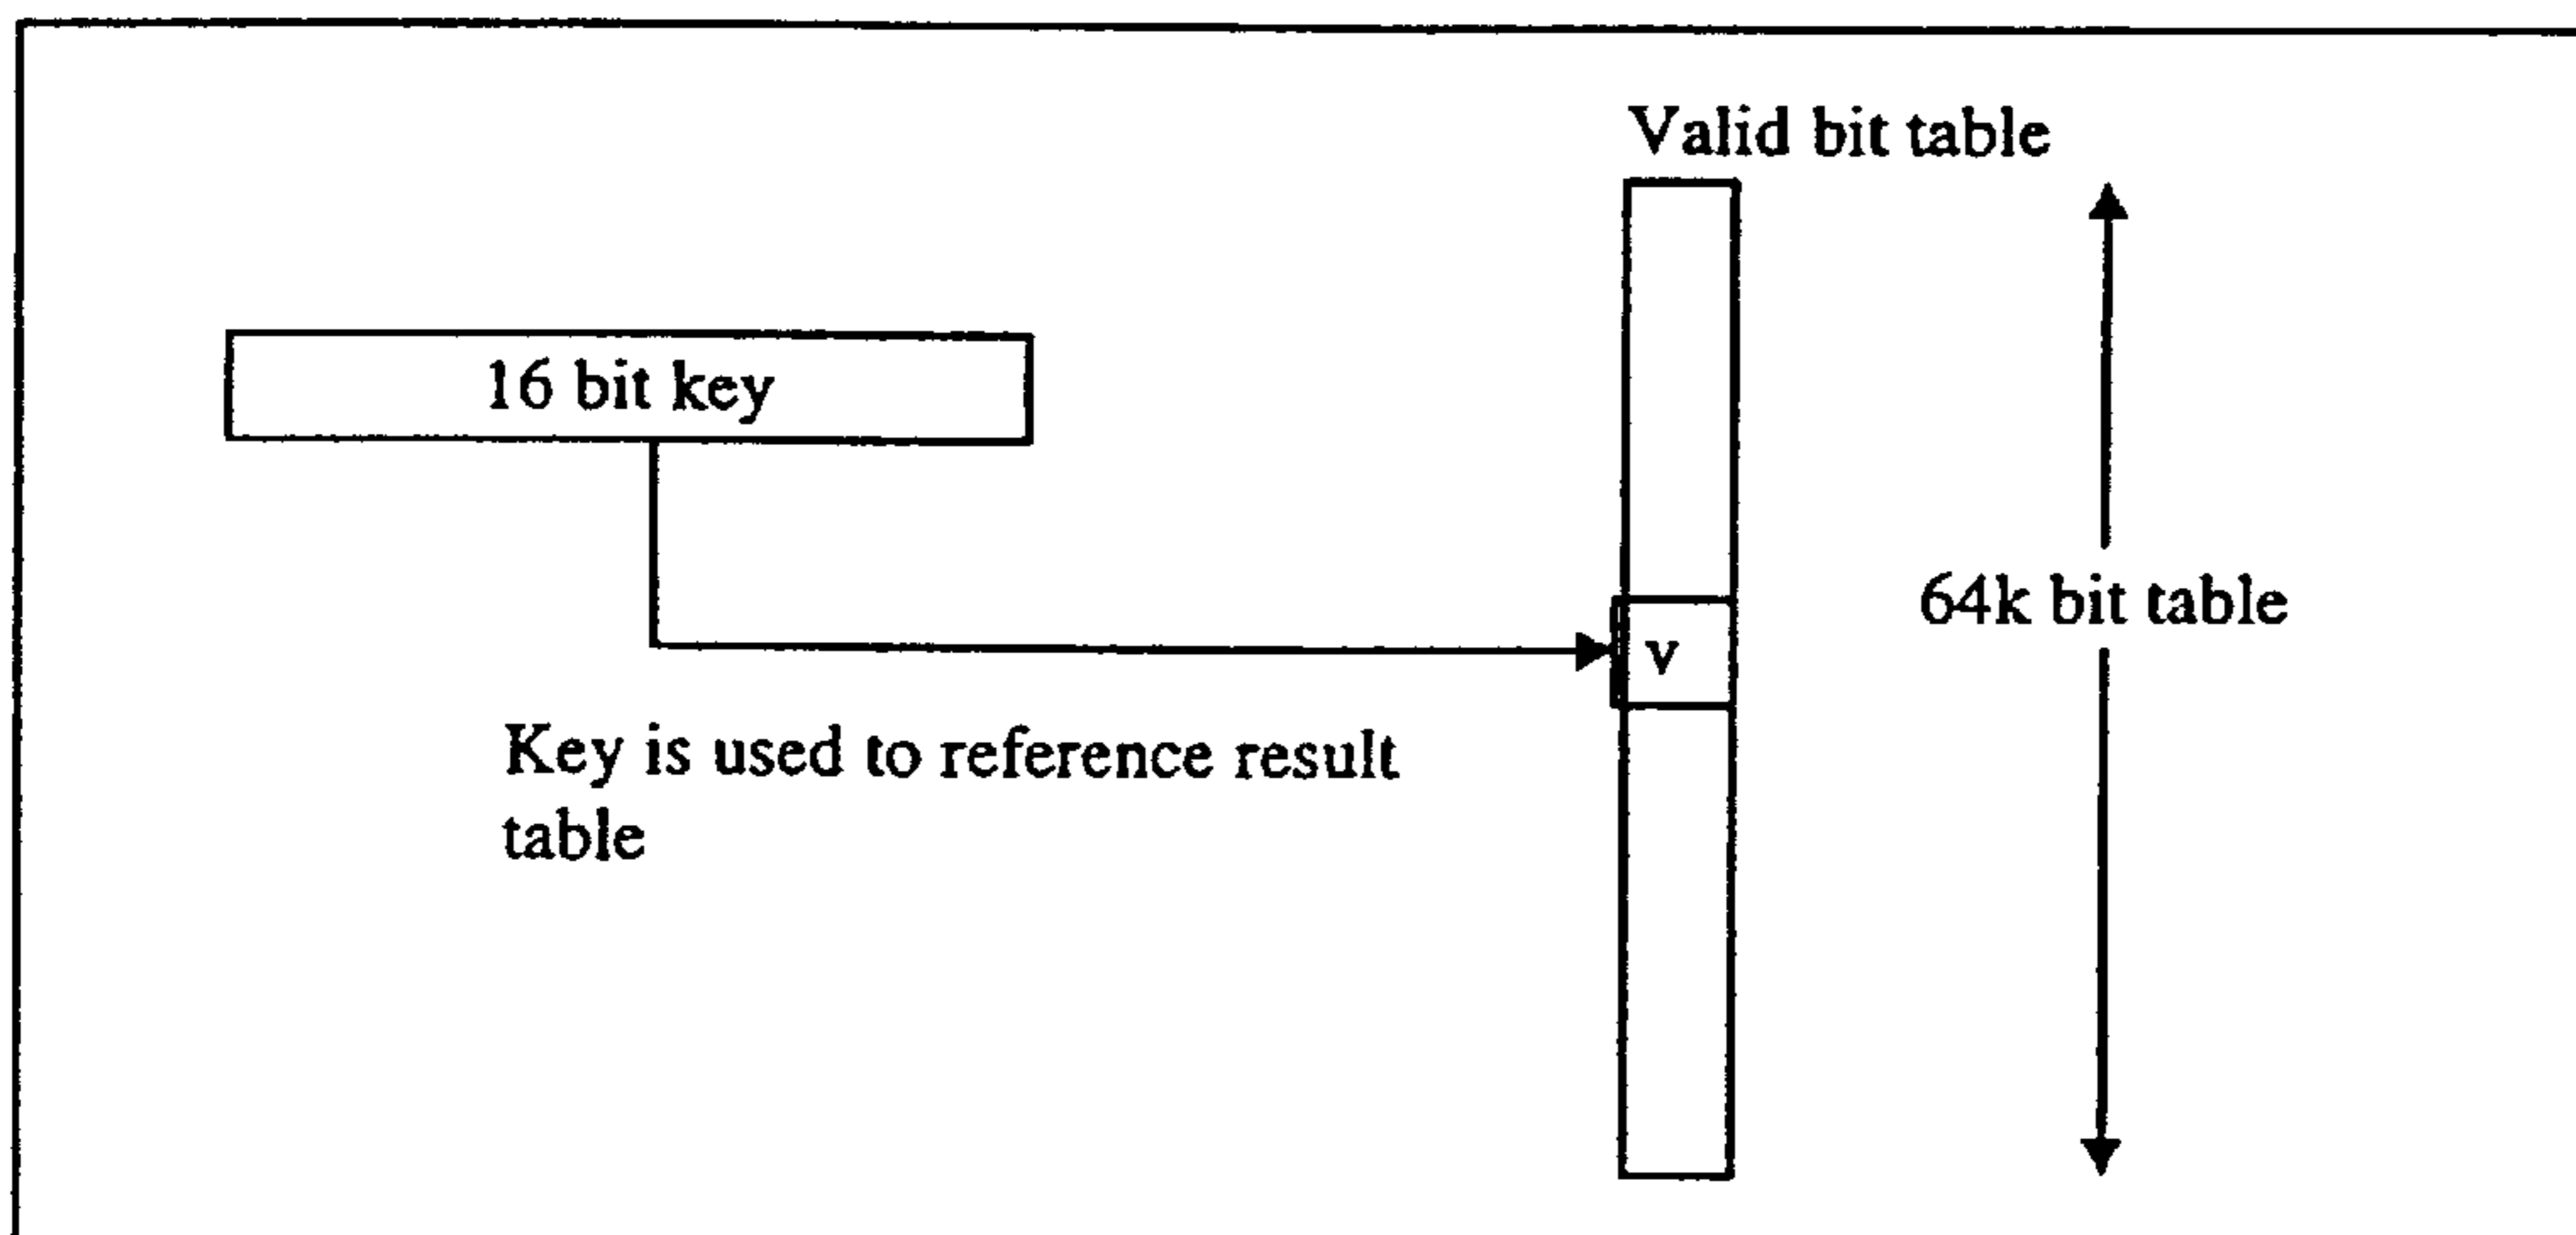 Valid bit table
16 bit key
64k bit table
v
Key is used to reference result
table